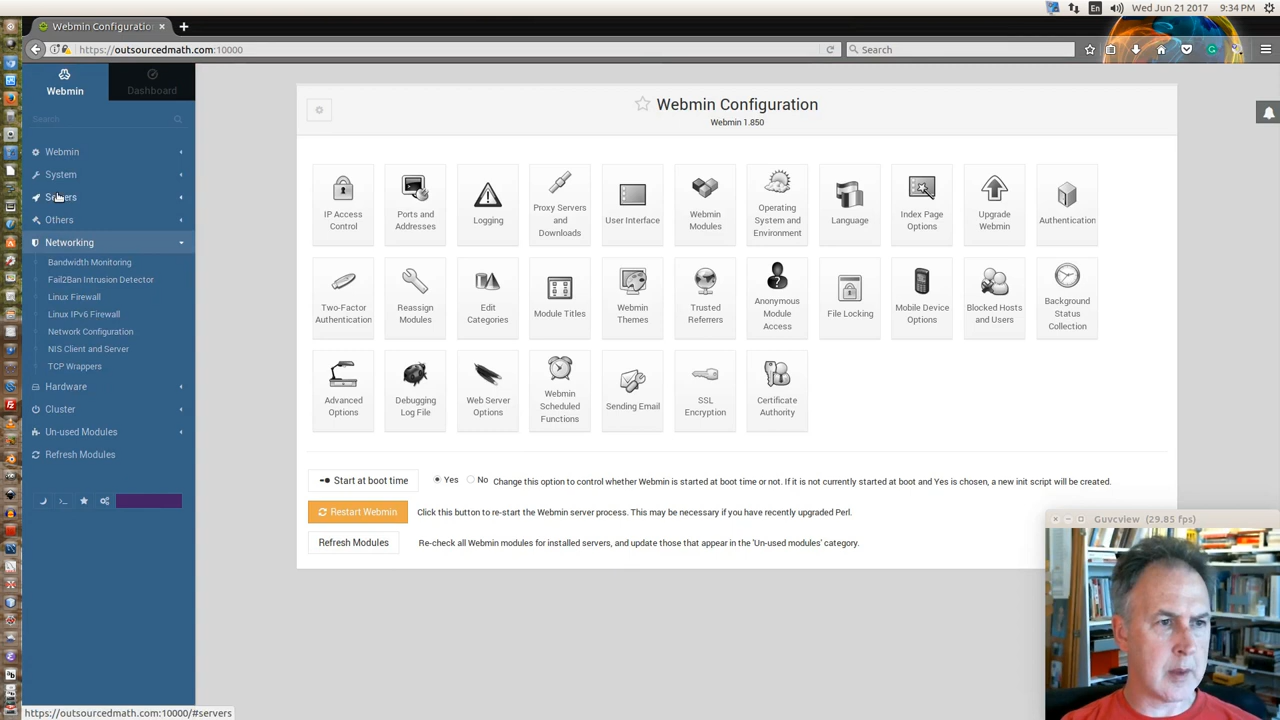 En
Wed Jun 21 2017
9:34 PM
Webmin Configuratio
https://outsourcedmath.com:10000
Search
Webmin
Dashboard
Search
Webmin
System
Servers
Others
Networking
Bandwidth Monitoring
Fail2Ban Intrusion Detector
Linux Firewall
Linux IPv6 Firewall
Network Configuration
NIS Client and Server
TCP Wrappers
Hardware
Cluster
Un-used Modules
Refresh Modules
Webmin Configuration
Webmin 1.850
IP Access
Control
Ports and
Addresses
Logging
Proxy Servers
and
Downloads
User Interface
Webmin
Modules
Operating
System and
Environment
Language
Index Page
Options
Upgrade
Webmin
Authentication
Two-Factor
Authentication
Reassign
Modules
Edit
Categories
Module Titles
Webmin
Themes
Trusted
Referrers
Anonymous
Module
Access
File Locking
Mobile Device
Options
Blocked Hosts
and Users
Background
Status
Collection
Advanced
Options
Debugging
Log File
Web Server
Options
Webmin
Scheduled
Functions
Sending Email
SSL
Encryption
Certificate
Authority
Start at boot time
Yes
No
Change this option to control whether Webmin is started at boot time or not. If it is not currently started at boot and Yes is chosen, a new init script will be created.
Restart Webmin
Click this button to re-start the Webmin server process. This may be necessary if you have recently upgraded Perl.
Refresh Modules
Re-check all Webmin modules for installed servers, and update those that appear in the 'Un-used modules' category.
Guvcview (29.85 fps)
https://outsourcedmath.com:10000/#servers